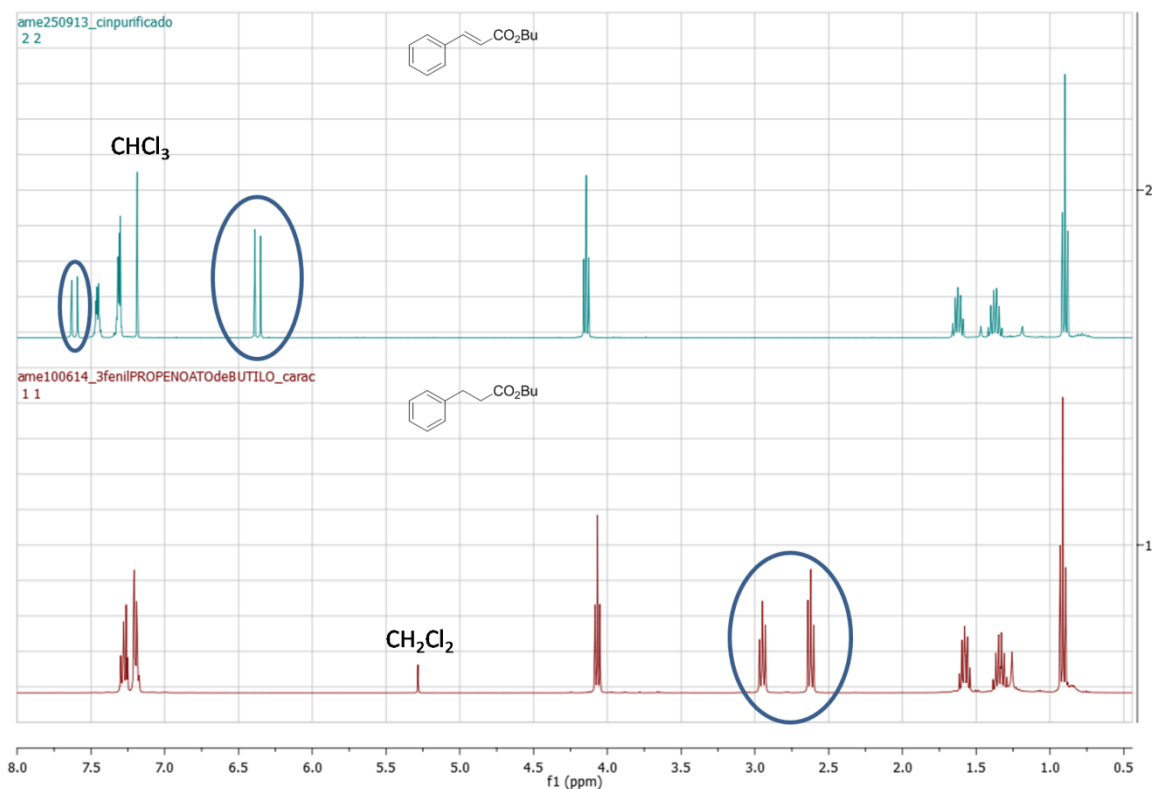 ame250913_cinpurificado
2 2
CO₂Bu
CHCl₃
2
ame100614_3fenilPROPENOATOdeBUTILO_carac
1 1
CO₂Bu
1
CH₂Cl₂
8.0 7.5 7.0 6.5 6.0 5.5 5.0 4.5 4.0 3.5 3.0 2.5 2.0 1.5 1.0 0.5
f1 (ppm)